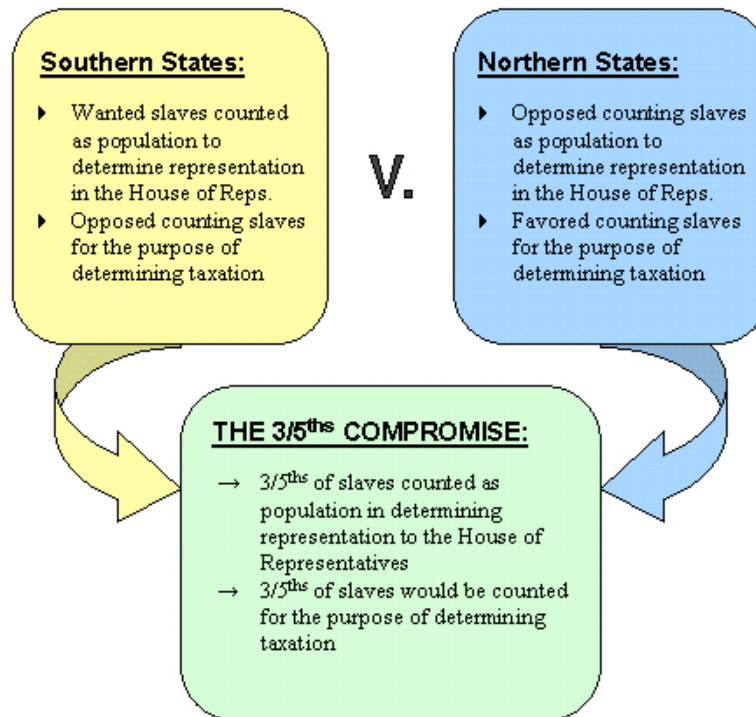 Southern States:
▶ Wanted slaves counted
as population to
determine representation
in the House of Reps.
▶ Opposed counting slaves
for the purpose of
determining taxation
V.
Northern States:
▶ Opposed counting slaves
as population to
determine representation
in the House of Reps.
▶ Favored counting slaves
for the purpose of
determining taxation
THE 3/5ths COMPROMISE:
→ 3/5ths of slaves counted as
population in determining
representation to the House of
Representatives
→ 3/5ths of slaves would be counted
for the purpose of determining
taxation